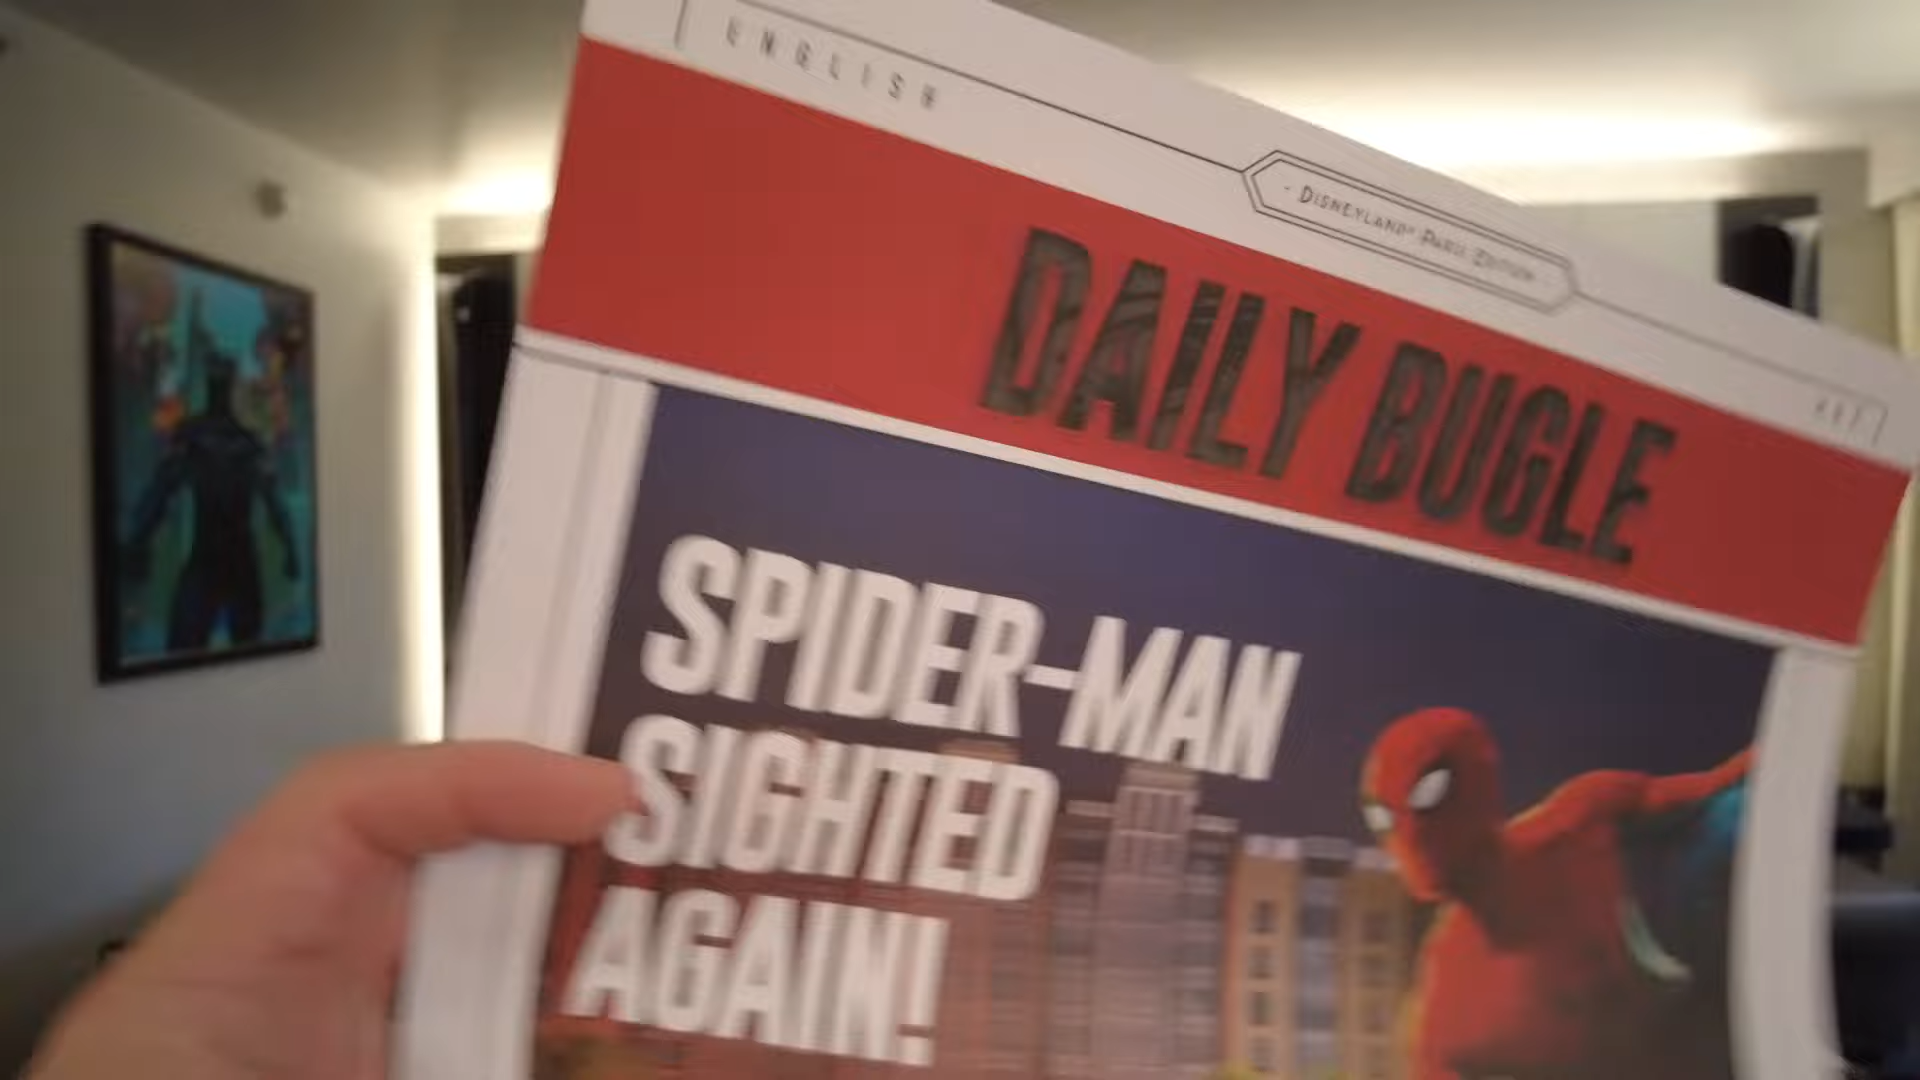 ENGLISH
- DISNEYLAND® PARIS EDITION -
DAILY BUGLE
SPIDER-MAN
SIGHTED
AGAIN!